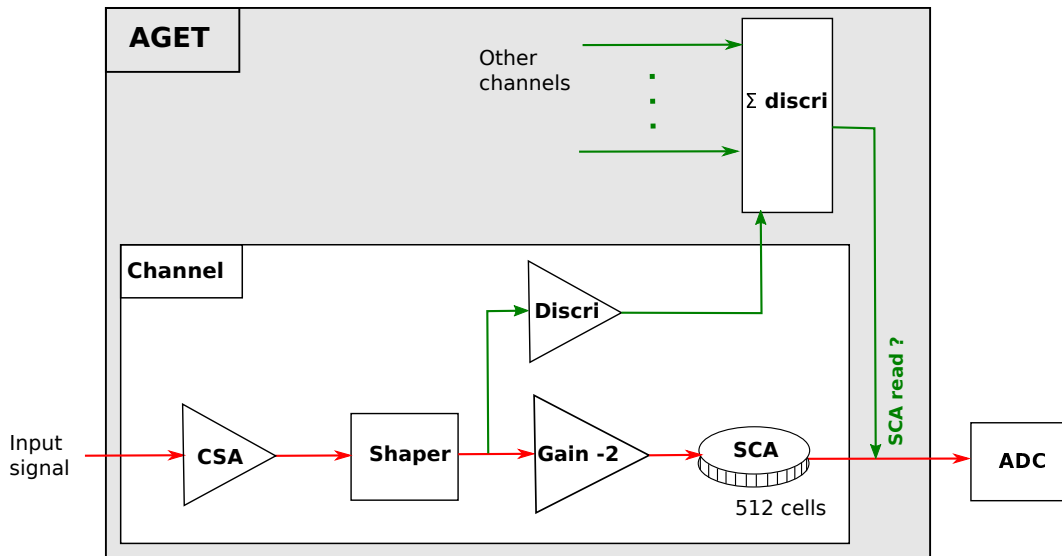 AGET
Other
channels
Σ discri
Channel
Discri
SCA read ?
Input
signal
CSA
Shaper
Gain -2
SCA
512 cells
ADC